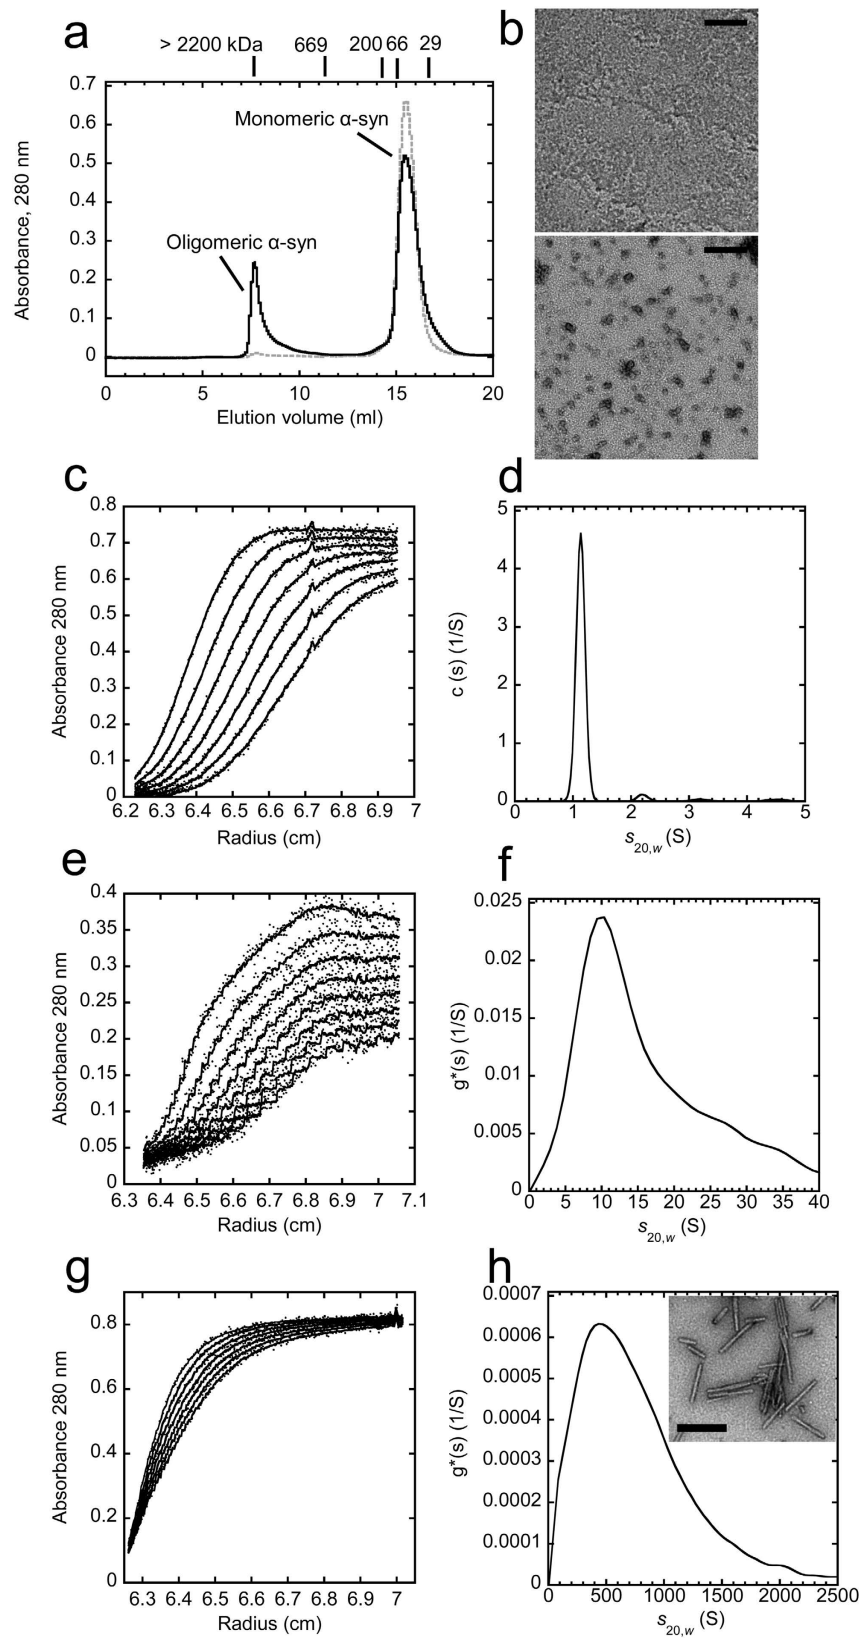 a
> 2200 kDa 669 200 66 29
0.7
0.6
0.5
0.4
0.3
0.2
0.1
0
Absorbance, 280 nm
Monomeric α-syn
Oligomeric α-syn
0 5 10 15 20
Elution volume (ml)
b
c
0.8
0.7
0.6
0.5
0.4
0.3
0.2
0.1
0
Absorbance 280 nm
6.2 6.3 6.4 6.5 6.6 6.7 6.8 6.9 7
Radius (cm)
d
5
4
3
2
1
0
c (s) (1/S)
0 1 2 3 4 5
s20,w (S)
e
0.4
0.35
0.3
0.25
0.2
0.15
0.1
0.05
0
Absorbance 280 nm
6.3 6.4 6.5 6.6 6.7 6.8 6.9 7 7.1
Radius (cm)
f
0.025
0.02
0.015
0.01
0.005
0
g*(s) (1/S)
0 5 10 15 20 25 30 35 40
s20,w (S)
g
0.8
0.6
0.4
0.2
0
Absorbance 280 nm
6.3 6.4 6.5 6.6 6.7 6.8 6.9 7
Radius (cm)
h
0.0007
0.0006
0.0005
0.0004
0.0003
0.0002
0.0001
0
g*(s) (1/S)
0 500 1000 1500 2000 2500
s20,w (S)